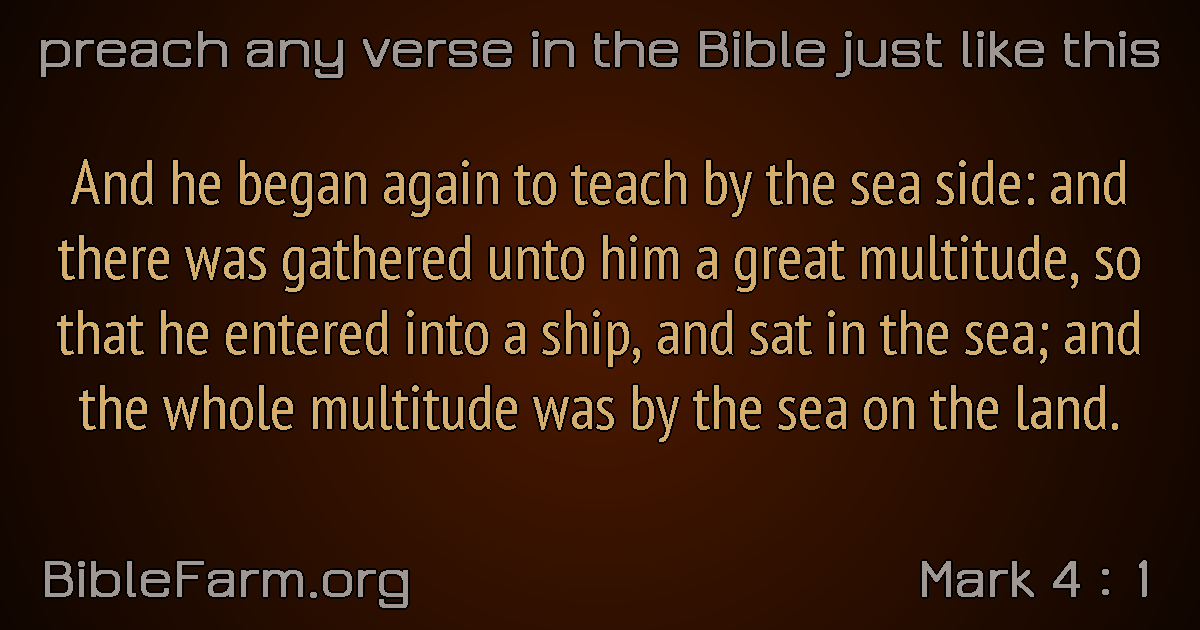 preach any verse in the Bible just like this
And he began again to teach by the sea side: and
there was gathered unto him a great multitude, so
that he entered into a ship, and sat in the sea; and
the whole multitude was by the sea on the land.
BibleFarm.org
Mark 4 : 1